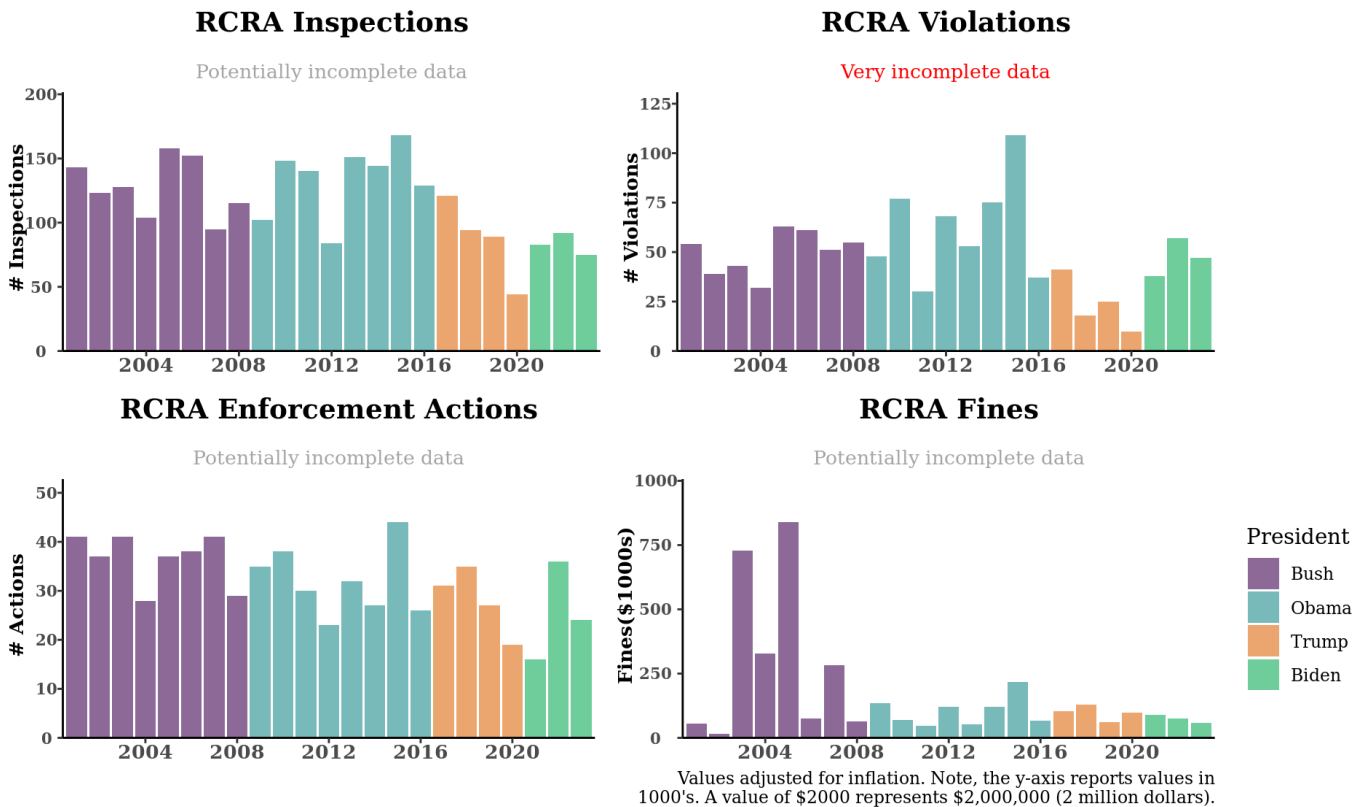 RCRA Inspections
Potentially incomplete data
# Inspections
200
150
100
50
0
2004 2008 2012 2016 2020
RCRA Violations
Very incomplete data
# Violations
125
100
75
50
25
0
2004 2008 2012 2016 2020
RCRA Enforcement Actions
Potentially incomplete data
# Actions
50
40
30
20
10
0
2004 2008 2012 2016 2020
RCRA Fines
Potentially incomplete data
Fines($1000s)
1000
750
500
250
0
2004 2008 2012 2016 2020
President
Bush
Obama
Trump
Biden
Values adjusted for inflation. Note, the y-axis reports values in
1000's. A value of $2000 represents $2,000,000 (2 million dollars).